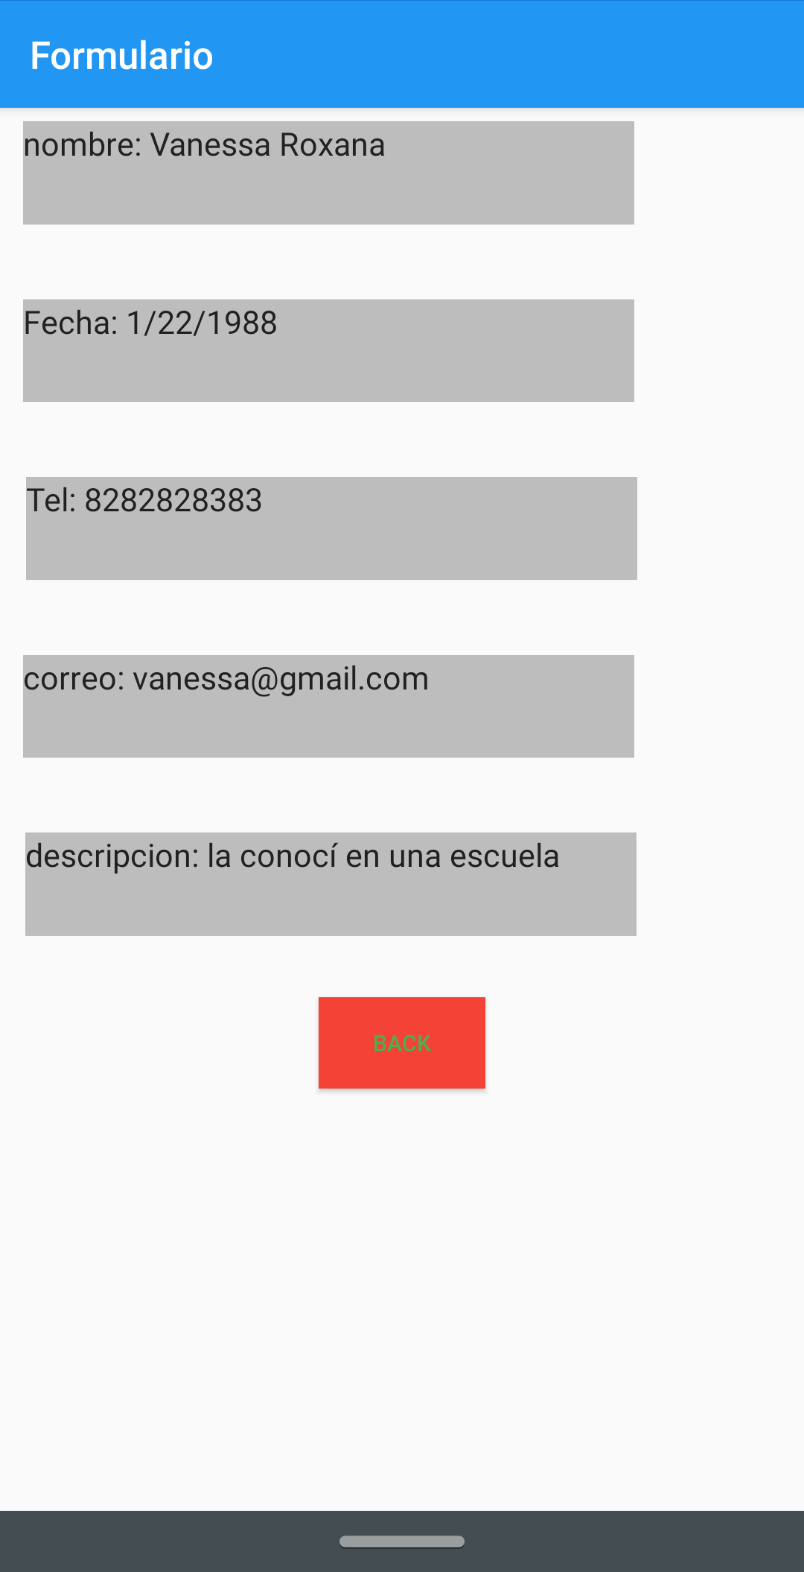 Formulario
nombre: Vanessa Roxana
Fecha: 1/22/1988
Tel: 8282828383
correo: vanessa@gmail.com
descripcion: la conocí en una escuela
BACK